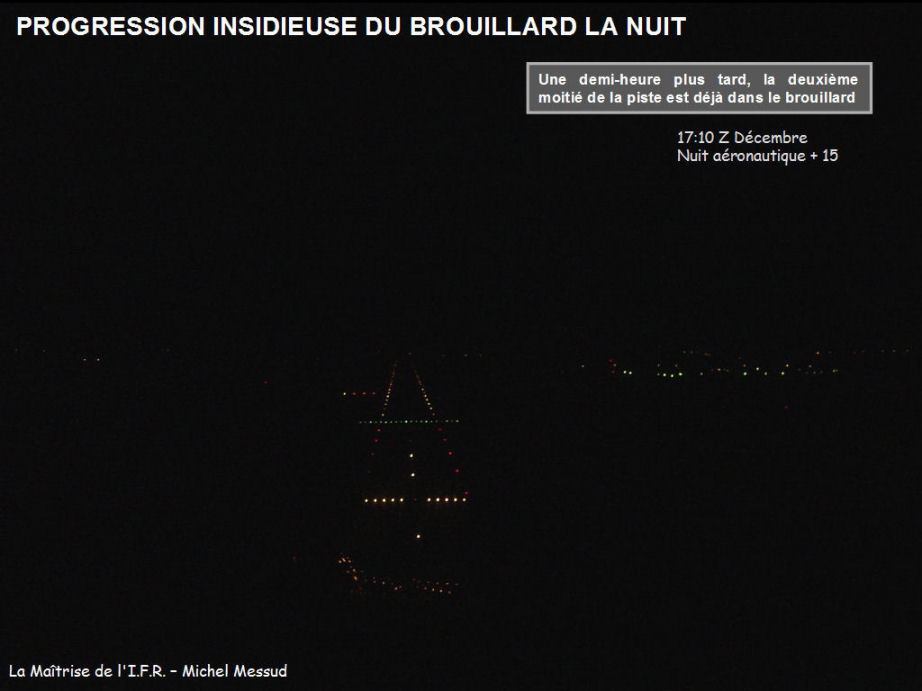 PROGRESSION INSIDIEUSE DU BROUILLARD LA NUIT
Une demi-heure plus tard, la deuxième
moitié de la piste est déjà dans le brouillard
17:10 Z Décembre
Nuit aéronautique + 15
La Maîtrise de l'I.F.R. – Michel Messud